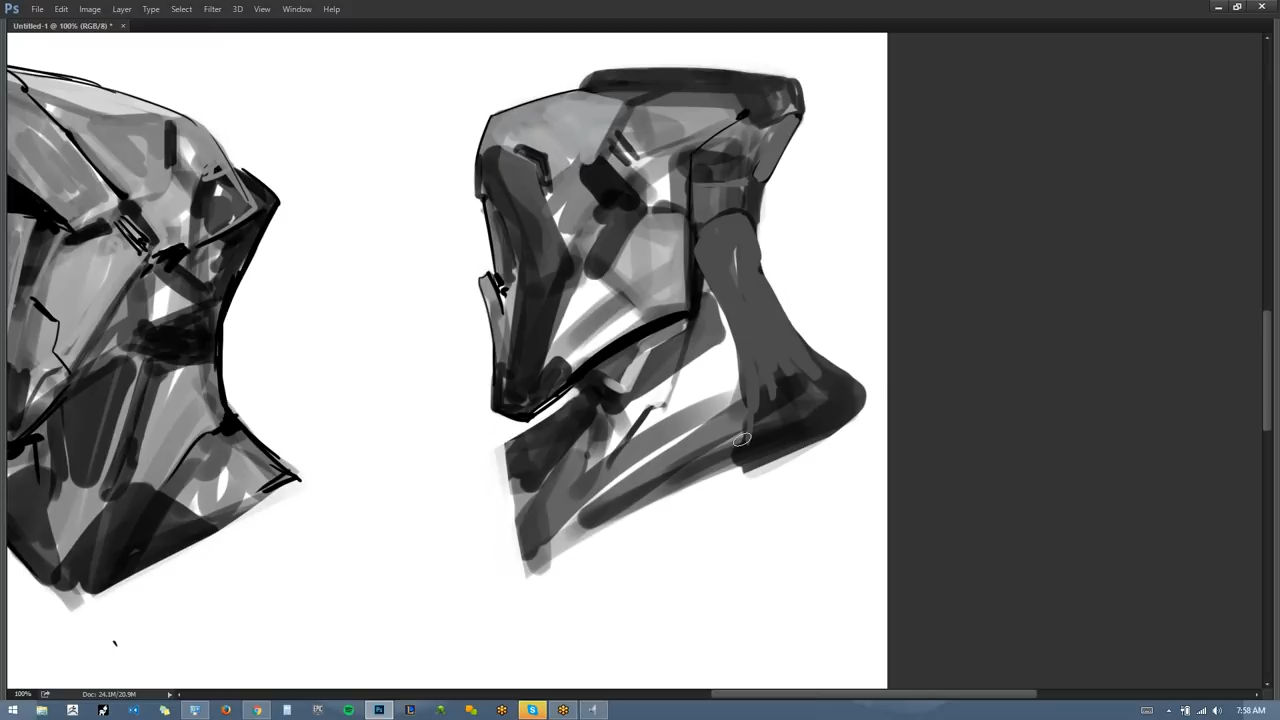 Ps File Edit Image Layer Type Select Filter 3D View Window Help
Untitled-1 @ 100% (RGB/8) * ×
100% Doc: 24.1M/20.9M
7:58 AM